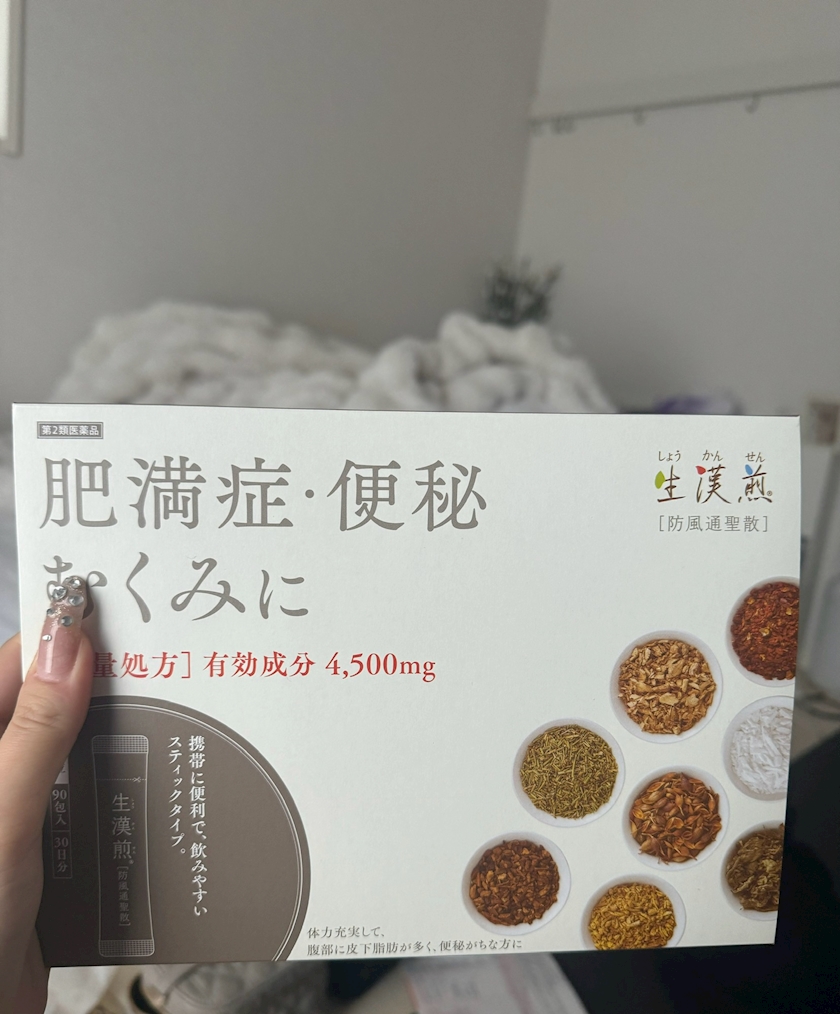 第2類医薬品
肥満症・便秘
むくみに
しょう かん せん
生漢煎®
[防風通聖散]
量処方] 有効成分 4,500mg
携帯に便利で、飲みやすい
スティックタイプ。
90包入 30日分
生漢煎®
[防風通聖散]
体力充実して、
腹部に皮下脂肪が多く、便秘がちな方に